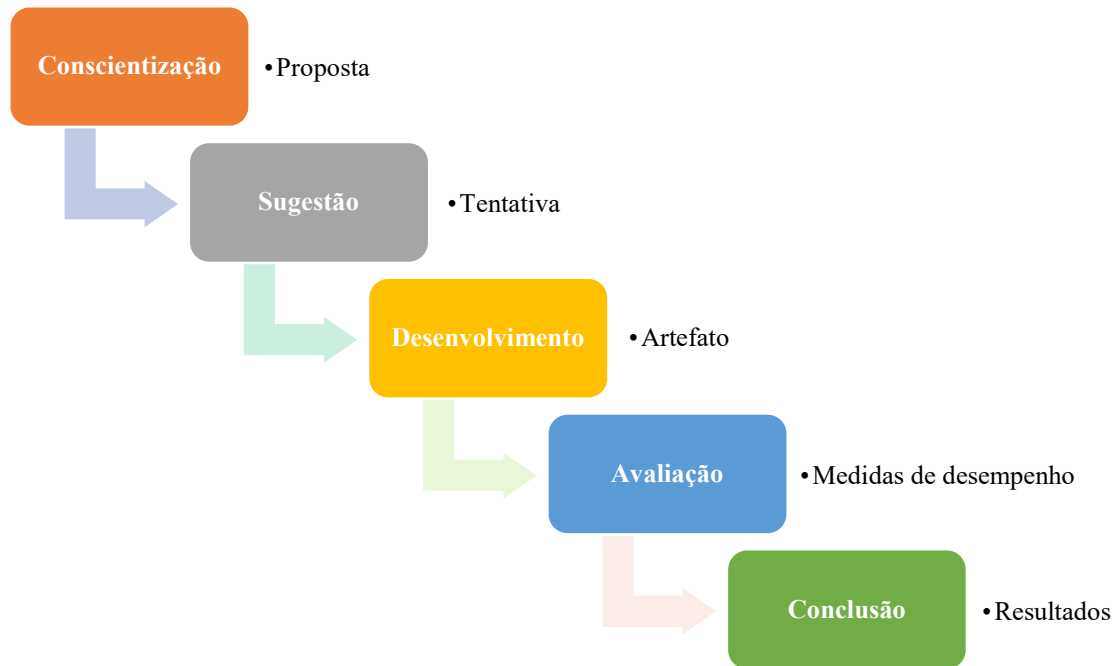 Conscientização
•Proposta
Sugestão
•Tentativa
Desenvolvimento
•Artefato
Avaliação
•Medidas de desempenho
Conclusão
•Resultados